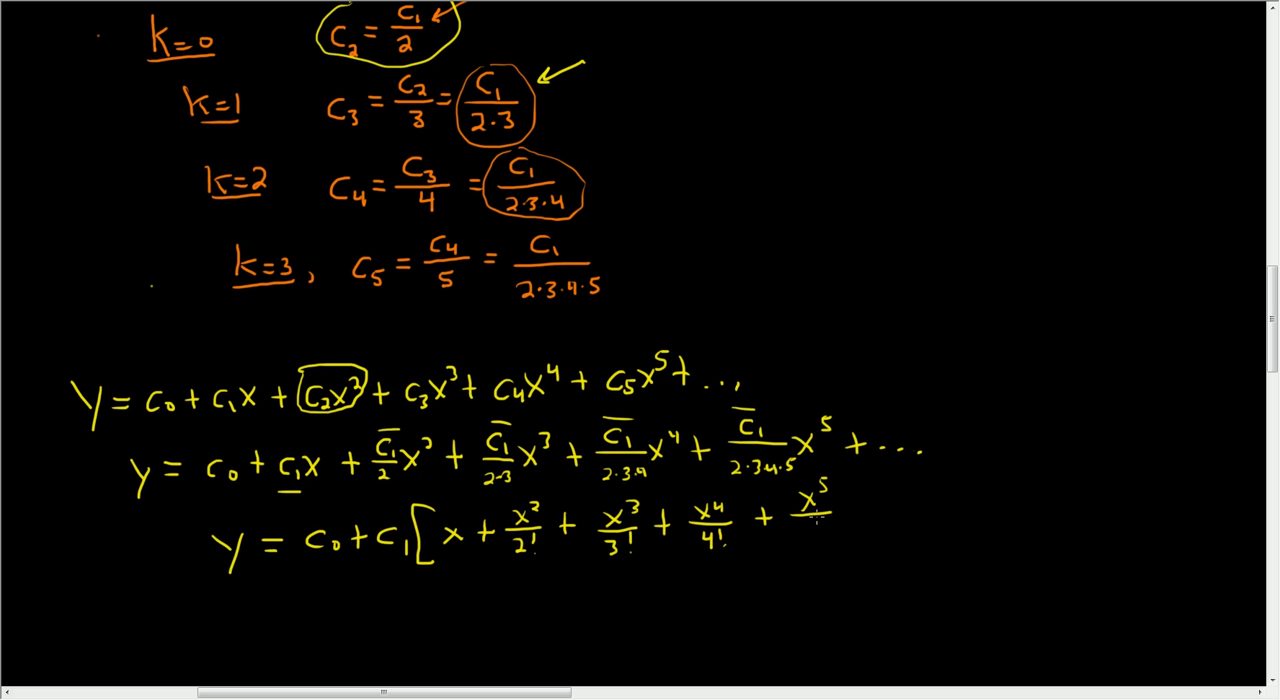 k=0 C₂ = C₁/2
k=1 C₃ = C₂/3 = C₁/(2·3)
k=2 C₄ = C₃/4 = C₁/(2·3·4)
k=3, C₅ = C₄/5 = C₁/(2·3·4·5)
y = C₀ + C₁x + C₂x² + C₃x³ + C₄x⁴ + C₅x⁵ + ...
y = C₀ + C₁x + C₁/2 x² + C₁/(2·3) x³ + C₁/(2·3·4) x⁴ + C₁/(2·3·4·5) x⁵ + ...
y = C₀ + C₁[x + x²/2! + x³/3! + x⁴/4! + x⁵/